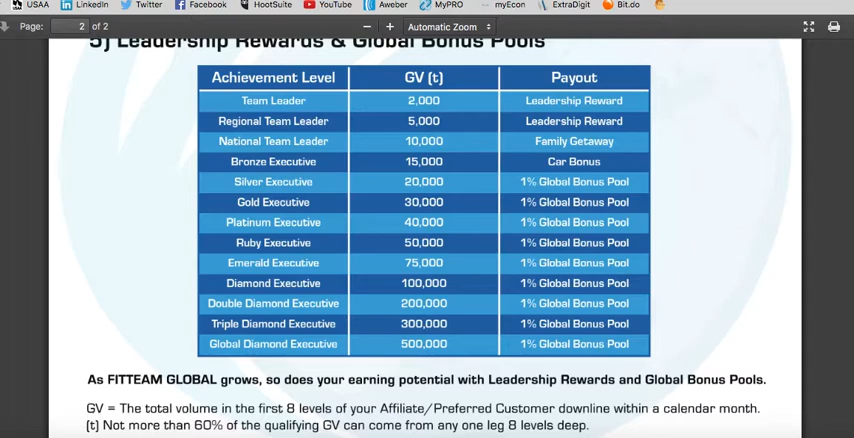 USAA LinkedIn Twitter Facebook HootSuite YouTube Aweber MyPRO myEcon ExtraDigit Bit.do
Page: 2 of 2 − + Automatic Zoom
5) Leadership Rewards & Global Bonus Pools
Achievement Level GV (t) Payout
Team Leader 2,000 Leadership Reward
Regional Team Leader 5,000 Leadership Reward
National Team Leader 10,000 Family Getaway
Bronze Executive 15,000 Car Bonus
Silver Executive 20,000 1% Global Bonus Pool
Gold Executive 30,000 1% Global Bonus Pool
Platinum Executive 40,000 1% Global Bonus Pool
Ruby Executive 50,000 1% Global Bonus Pool
Emerald Executive 75,000 1% Global Bonus Pool
Diamond Executive 100,000 1% Global Bonus Pool
Double Diamond Executive 200,000 1% Global Bonus Pool
Triple Diamond Executive 300,000 1% Global Bonus Pool
Global Diamond Executive 500,000 1% Global Bonus Pool
As FITTEAM GLOBAL grows, so does your earning potential with Leadership Rewards and Global Bonus Pools.
GV = The total volume in the first 8 levels of your Affiliate/Preferred Customer downline within a calendar month.
(t) Not more than 60% of the qualifying GV can come from any one leg 8 levels deep.